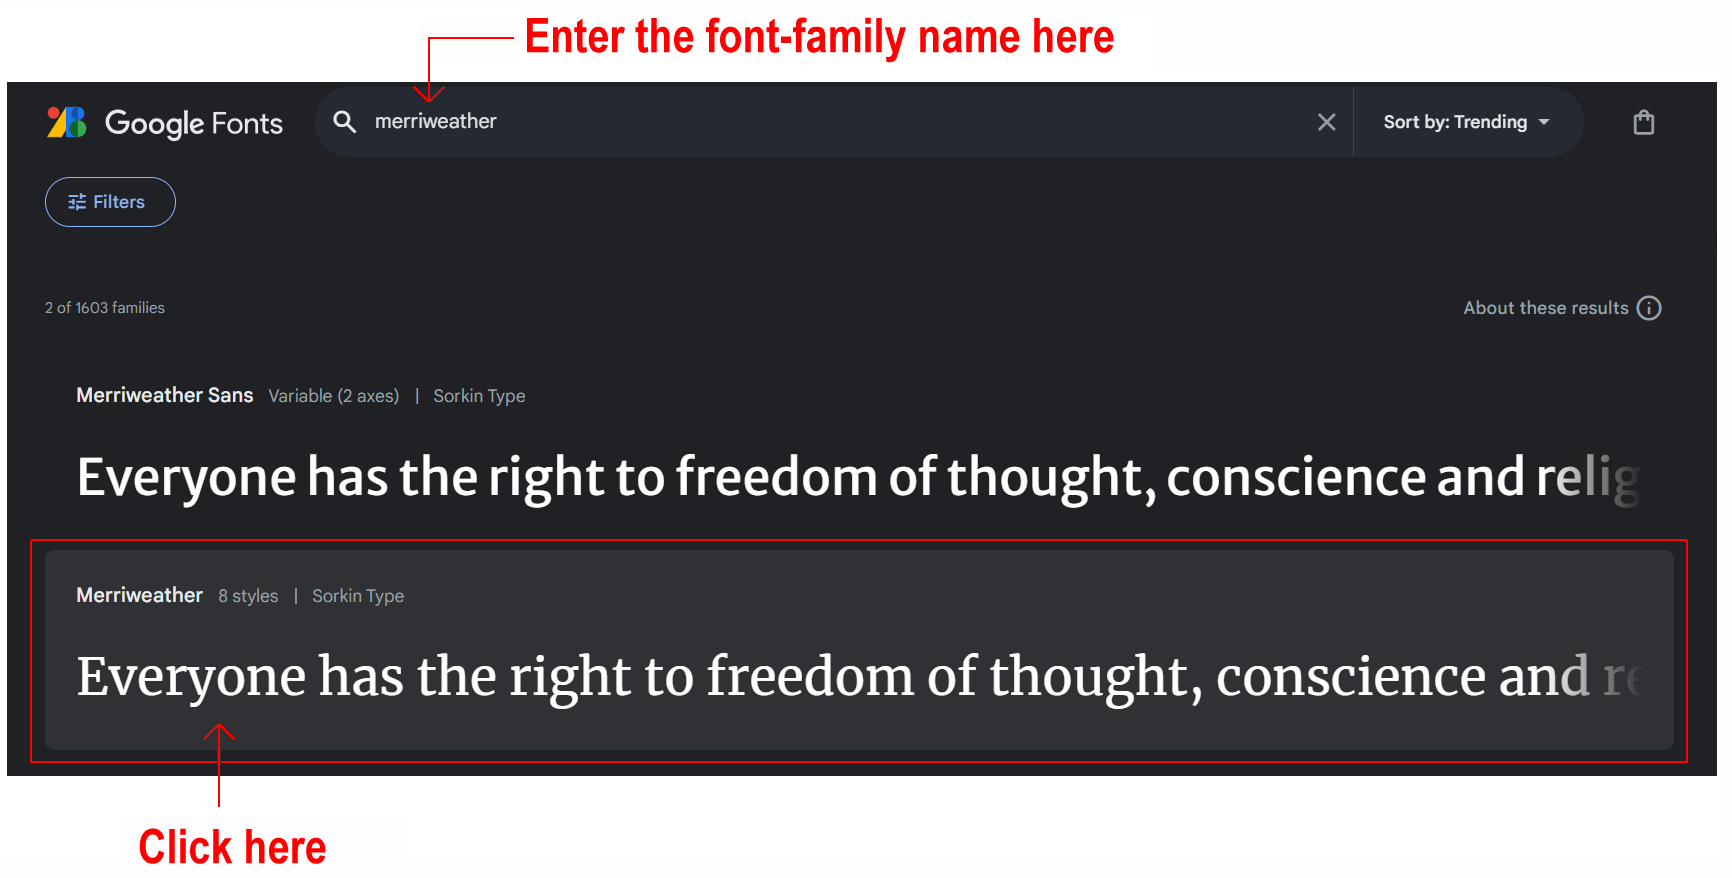 Enter the font-family name here
Google Fonts
merriweather
Sort by: Trending
Filters
2 of 1603 families
About these results
Merriweather Sans Variable (2 axes) | Sorkin Type
Everyone has the right to freedom of thought, conscience and relig
Merriweather 8 styles | Sorkin Type
Everyone has the right to freedom of thought, conscience and re
Click here